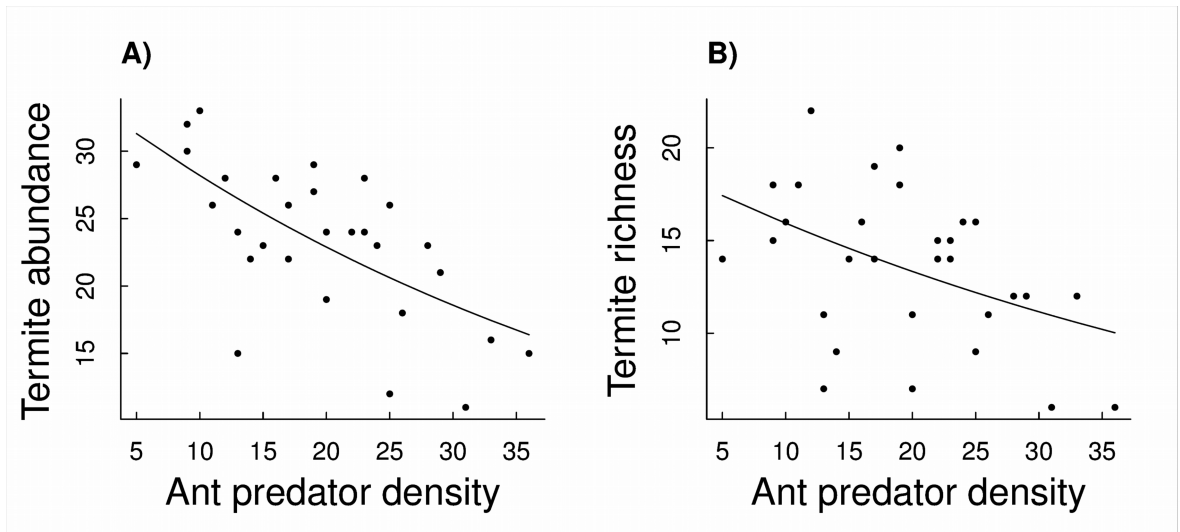 A)
Termite abundance
30
25
20
15
5 10 15 20 25 30 35
Ant predator density
B)
Termite richness
20
15
10
5 10 15 20 25 30 35
Ant predator density